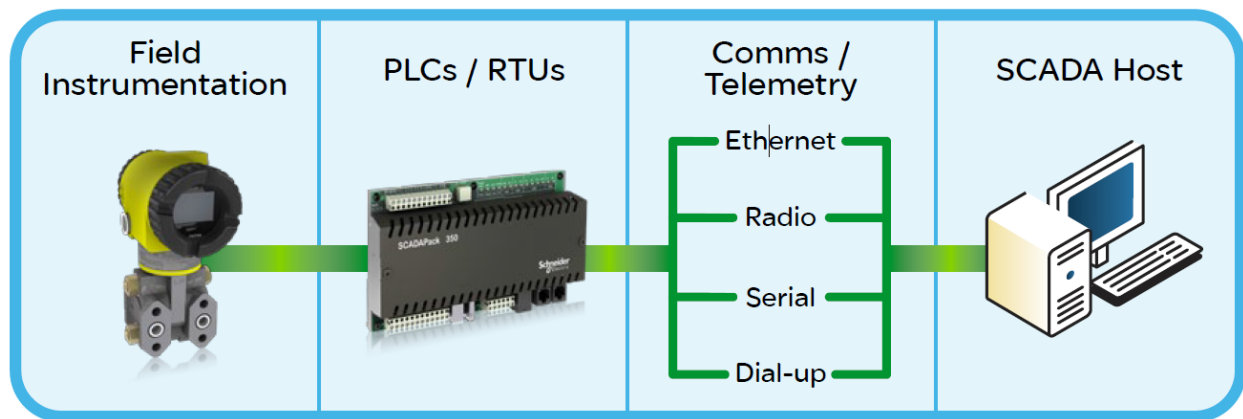 Field
Instrumentation
PLCs / RTUs
Comms /
Telemetry
SCADA Host
Ethernet
Radio
Serial
Dial-up
SCADAPack 350
Schneider